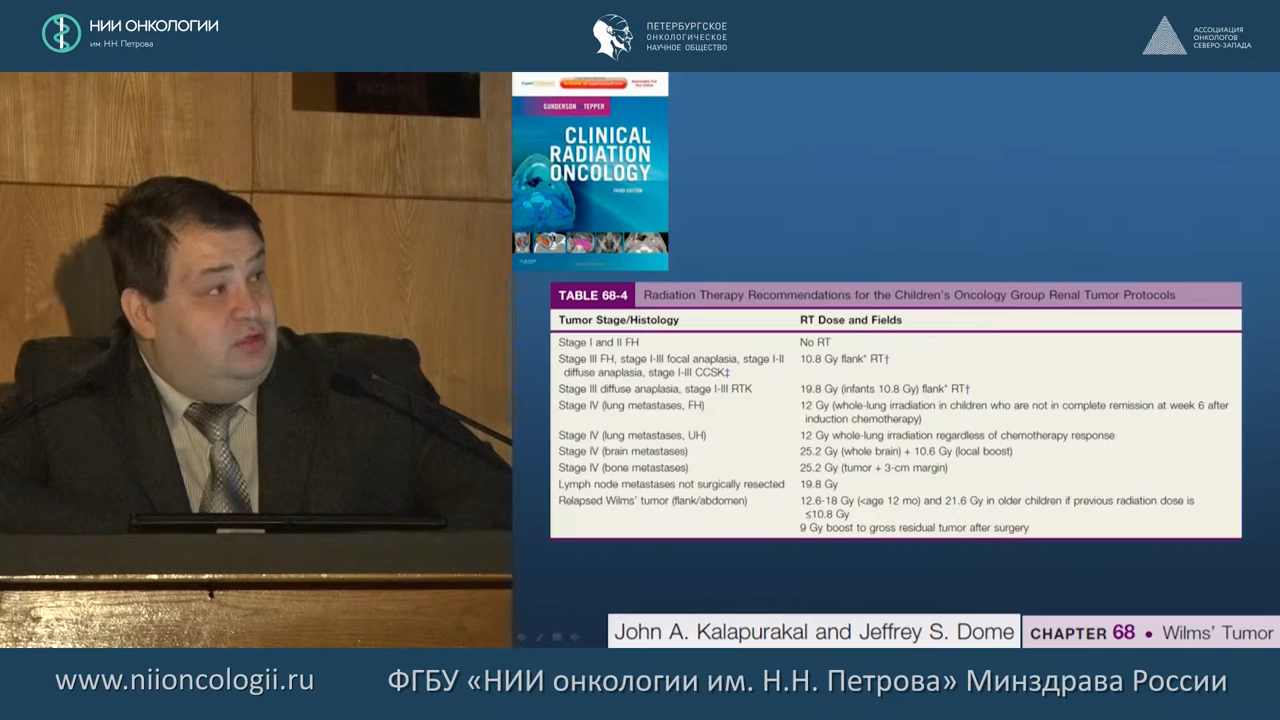 НИИ ОНКОЛОГИИ
им. Н.Н. Петрова
ПЕТЕРБУРГСКОЕ
ОНКОЛОГИЧЕСКОЕ
НАУЧНОЕ ОБЩЕСТВО
АССОЦИАЦИЯ
ОНКОЛОГОВ
СЕВЕРО-ЗАПАДА
GUNDERSON TEPPER
CLINICAL
RADIATION
ONCOLOGY
THIRD EDITION
TABLE 68-4 Radiation Therapy Recommendations for the Children's Oncology Group Renal Tumor Protocols
Tumor Stage/Histology RT Dose and Fields
Stage I and II FH No RT
Stage III FH, stage I-III focal anaplasia, stage I-II 10.8 Gy flank* RT†
diffuse anaplasia, stage I-III CCSK‡
Stage III diffuse anaplasia, stage I-III RTK 19.8 Gy (infants 10.8 Gy) flank* RT†
Stage IV (lung metastases, FH) 12 Gy (whole-lung irradiation in children who are not in complete remission at week 6 after
induction chemotherapy)
Stage IV (lung metastases, UH) 12 Gy whole-lung irradiation regardless of chemotherapy response
Stage IV (brain metastases) 25.2 Gy (whole brain) + 10.6 Gy (local boost)
Stage IV (bone metastases) 25.2 Gy (tumor + 3-cm margin)
Lymph node metastases not surgically resected 19.8 Gy
Relapsed Wilms' tumor (flank/abdomen) 12.6-18 Gy (<age 12 mo) and 21.6 Gy in older children if previous radiation dose is
≤10.8 Gy
9 Gy boost to gross residual tumor after surgery
John A. Kalapurakal and Jeffrey S. Dome CHAPTER 68 • Wilms' Tumor
www.niioncologii.ru ФГБУ «НИИ онкологии им. Н.Н. Петрова» Минздрава России